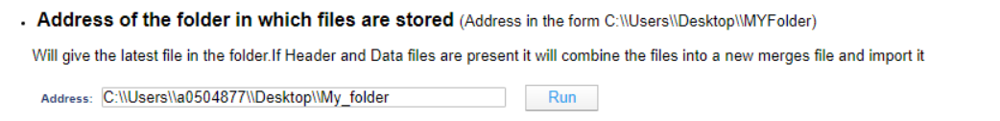 Address of the folder in which files are stored (Address in the form C:\\Users\\Desktop\\MYFolder)
Will give the latest file in the folder.If Header and Data files are present it will combine the files into a new merges file and import it
Address: C:\\Users\\a0504877\\Desktop\\My_folder Run